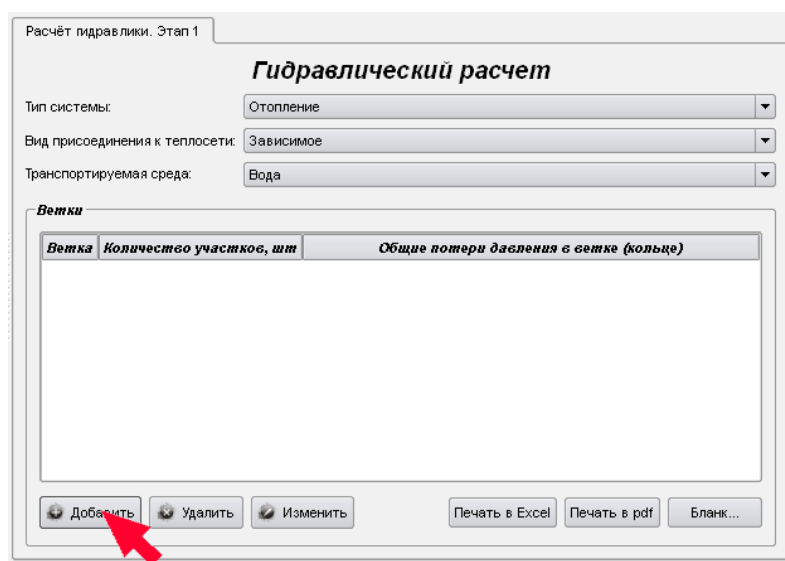 Расчёт гидравлики. Этап 1
Гидравлический расчет
Тип системы: Отопление
Вид присоединения к теплосети: Зависимое
Транспортируемая среда: Вода
Ветки
Ветка Количество участков, шт Общие потери давления в ветке (кольце)
Добавить Удалить Изменить Печать в Excel Печать в pdf Бланк...